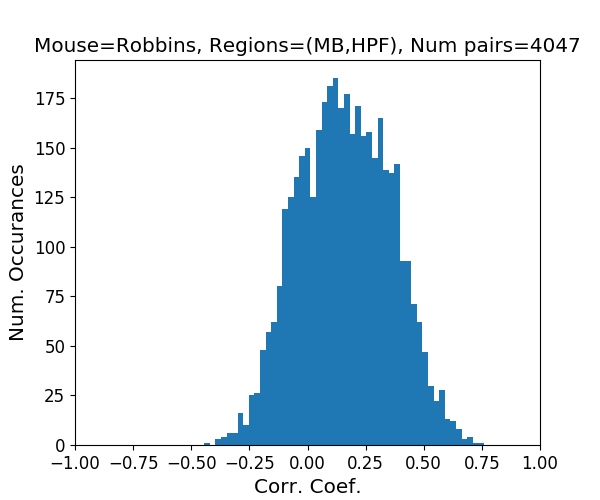 Mouse=Robbins, Regions=(MB,HPF), Num pairs=4047
Num. Occurances
175
150
125
100
75
50
25
0
−1.00 −0.75 −0.50 −0.25 0.00 0.25 0.50 0.75 1.00
Corr. Coef.